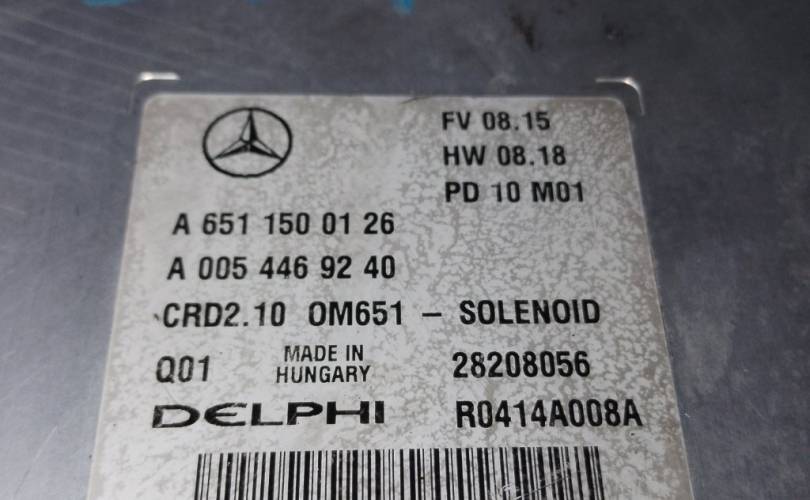 FV 08.15
HW 08.18
PD 10 M01
A 651 150 01 26
A 005 446 92 40
CRD2.10 OM651 – SOLENOID
Q01 MADE IN HUNGARY 28208056
DELPHI R0414A008A